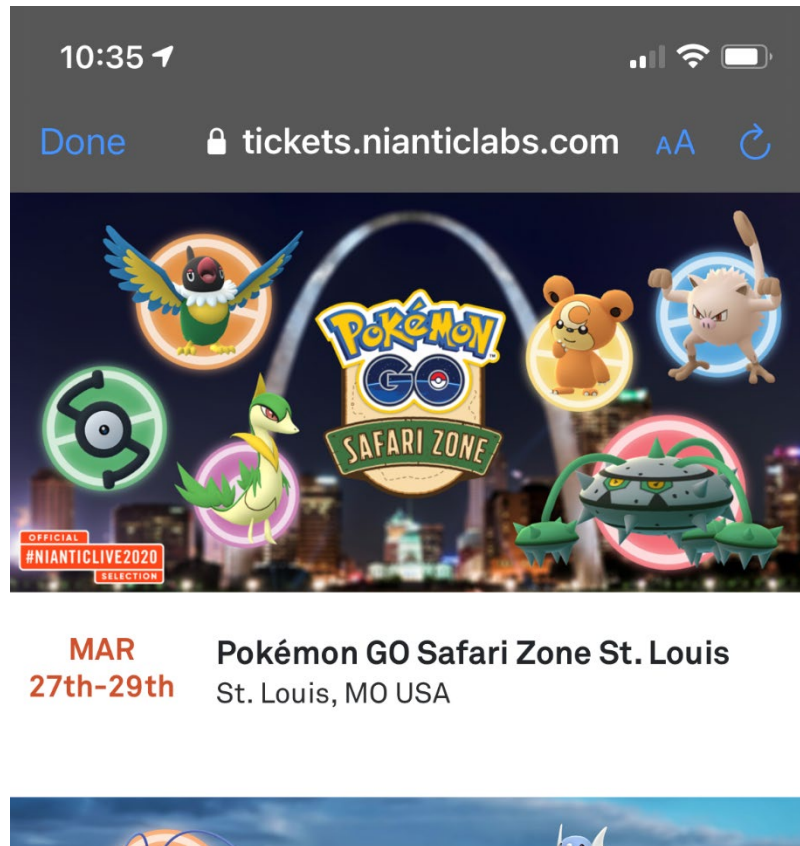 10:35
Done
tickets.nianticlabs.com
AA
POKéMON
GO
SAFARI ZONE
OFFICIAL
#NIANTICLIVE2020
SELECTION
MAR
27th-29th
Pokémon GO Safari Zone St. Louis
St. Louis, MO USA